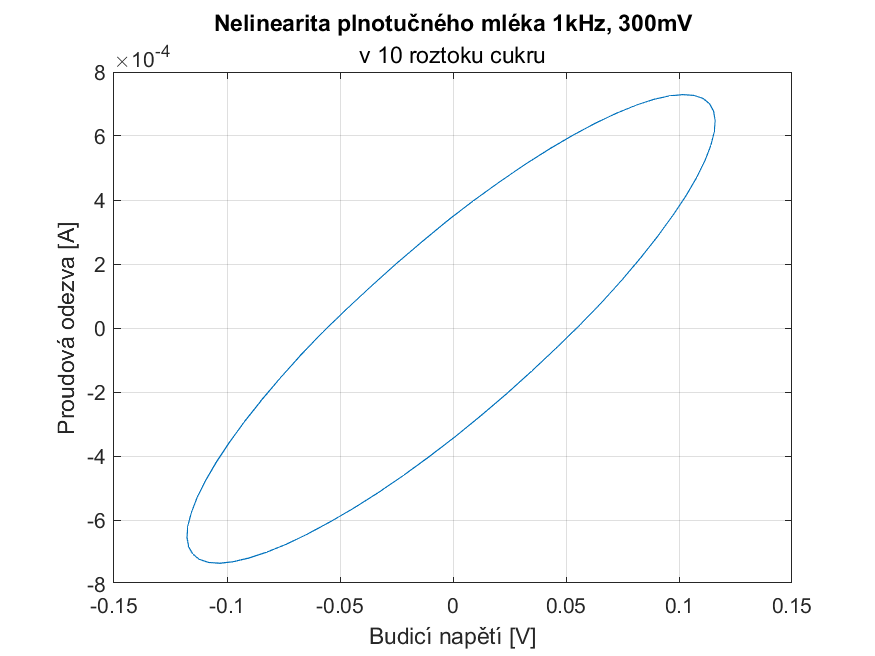 Nelinearita plnotučného mléka 1kHz, 300mV
v 10 roztoku cukru
×10^-4
8
6
4
2
0
-2
-4
-6
-8
Proudová odezva [A]
-0.15 -0.1 -0.05 0 0.05 0.1 0.15
Budicí napětí [V]